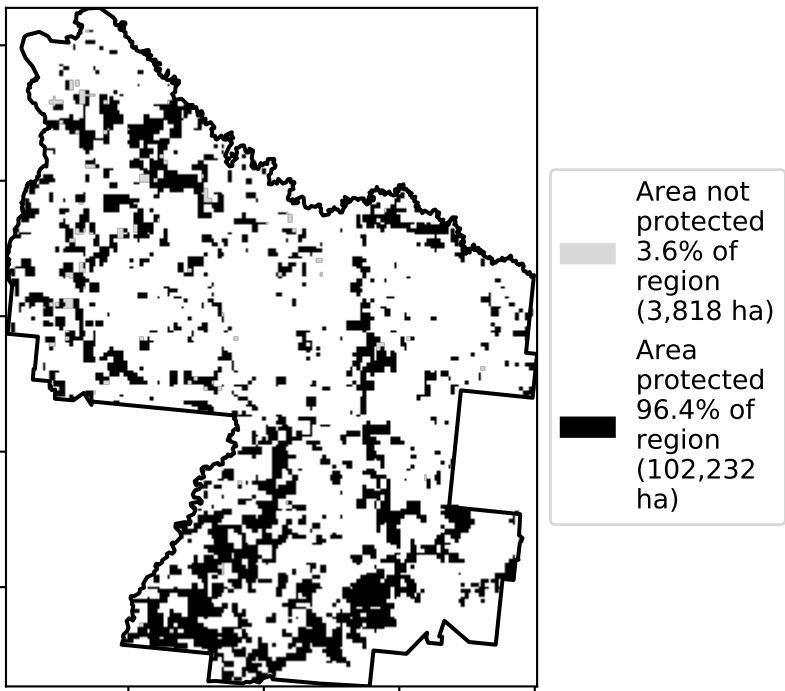 Area not
protected
3.6% of
region
(3,818 ha)
Area
protected
96.4% of
region
(102,232
ha)